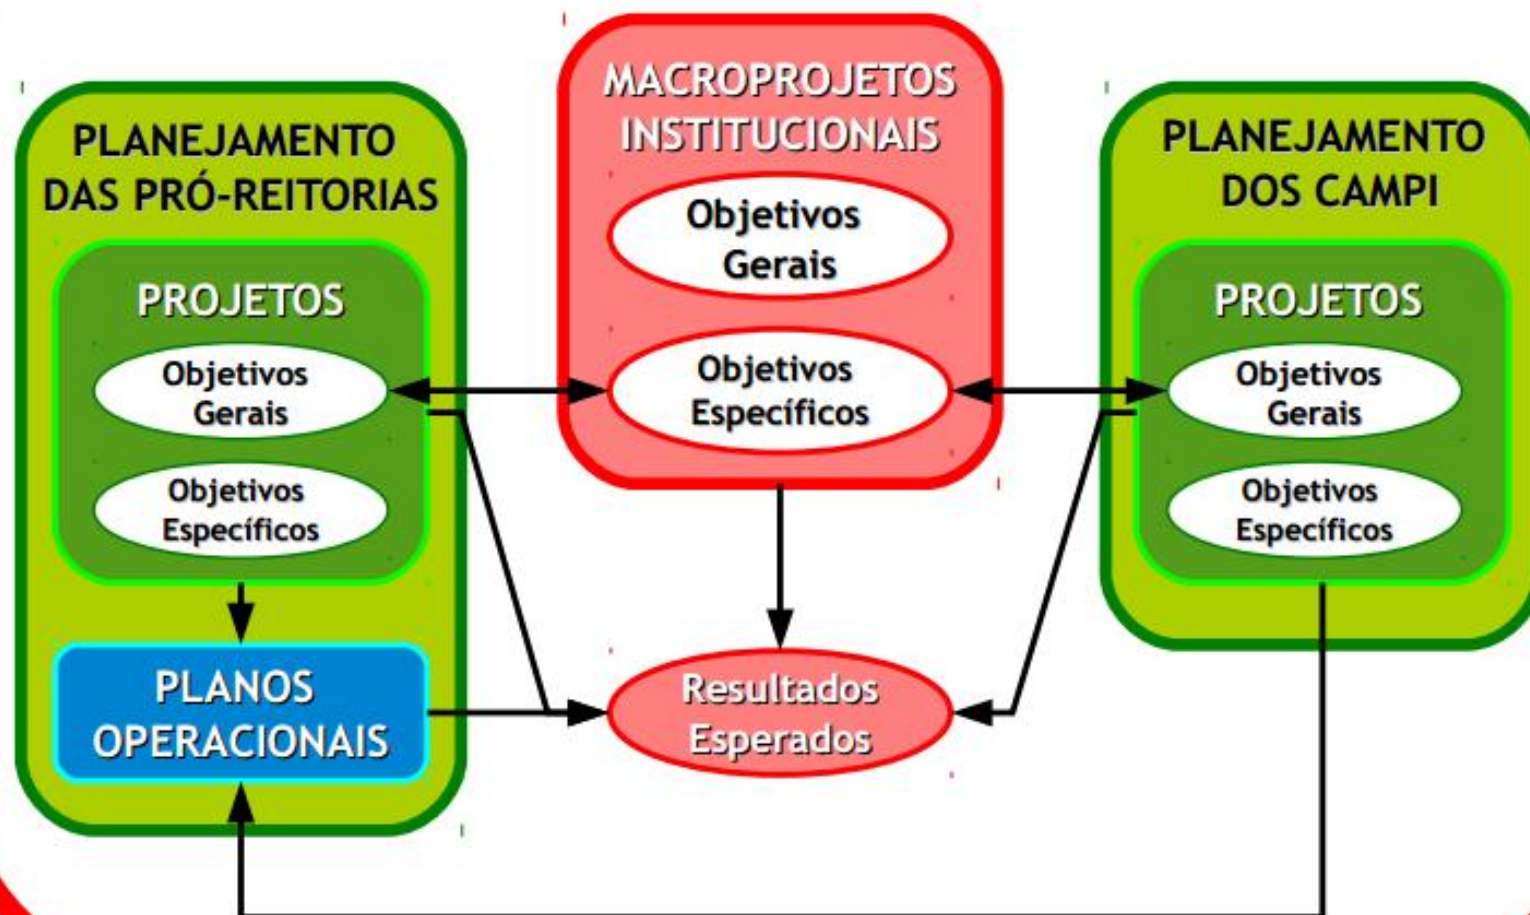 PLANEJAMENTO
DAS PRÓ-REITORIAS
PROJETOS
Objetivos
Gerais
Objetivos
Específicos
PLANOS
OPERACIONAIS
MACROPROJETOS
INSTITUCIONAIS
Objetivos
Gerais
Objetivos
Específicos
Resultados
Esperados
PLANEJAMENTO
DOS CAMPI
PROJETOS
Objetivos
Gerais
Objetivos
Específicos